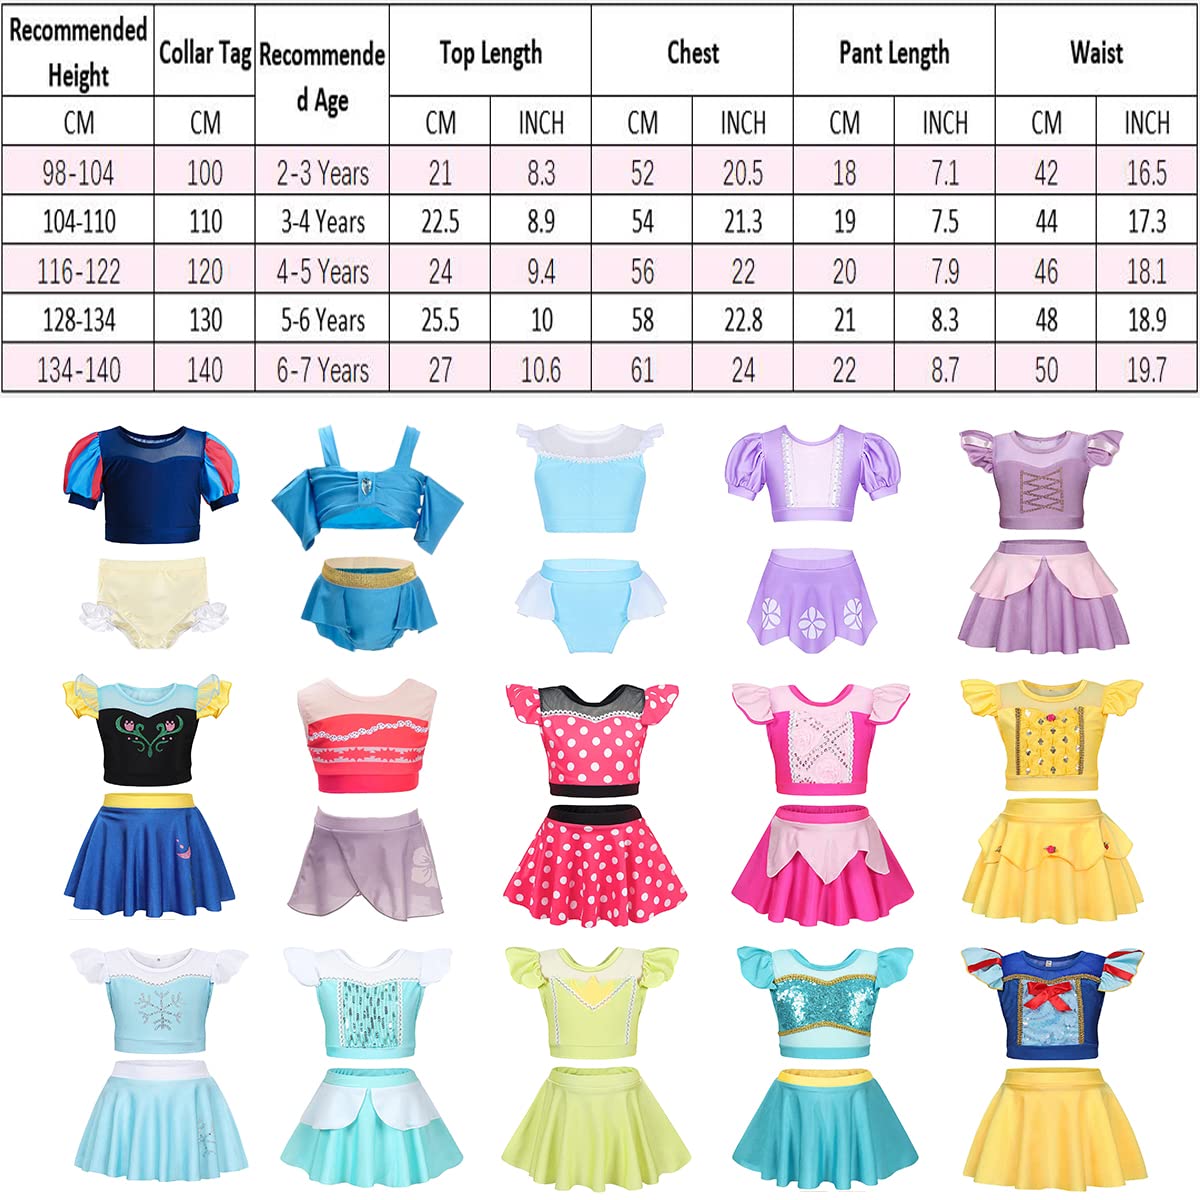 Recommended Height Collar Tag Recommende d Age Top Length Chest Pant Length Waist
CM CM CM INCH CM INCH CM INCH CM INCH
98-104 100 2-3 Years 21 8.3 52 20.5 18 7.1 42 16.5
104-110 110 3-4 Years 22.5 8.9 54 21.3 19 7.5 44 17.3
116-122 120 4-5 Years 24 9.4 56 22 20 7.9 46 18.1
128-134 130 5-6 Years 25.5 10 58 22.8 21 8.3 48 18.9
134-140 140 6-7 Years 27 10.6 61 24 22 8.7 50 19.7